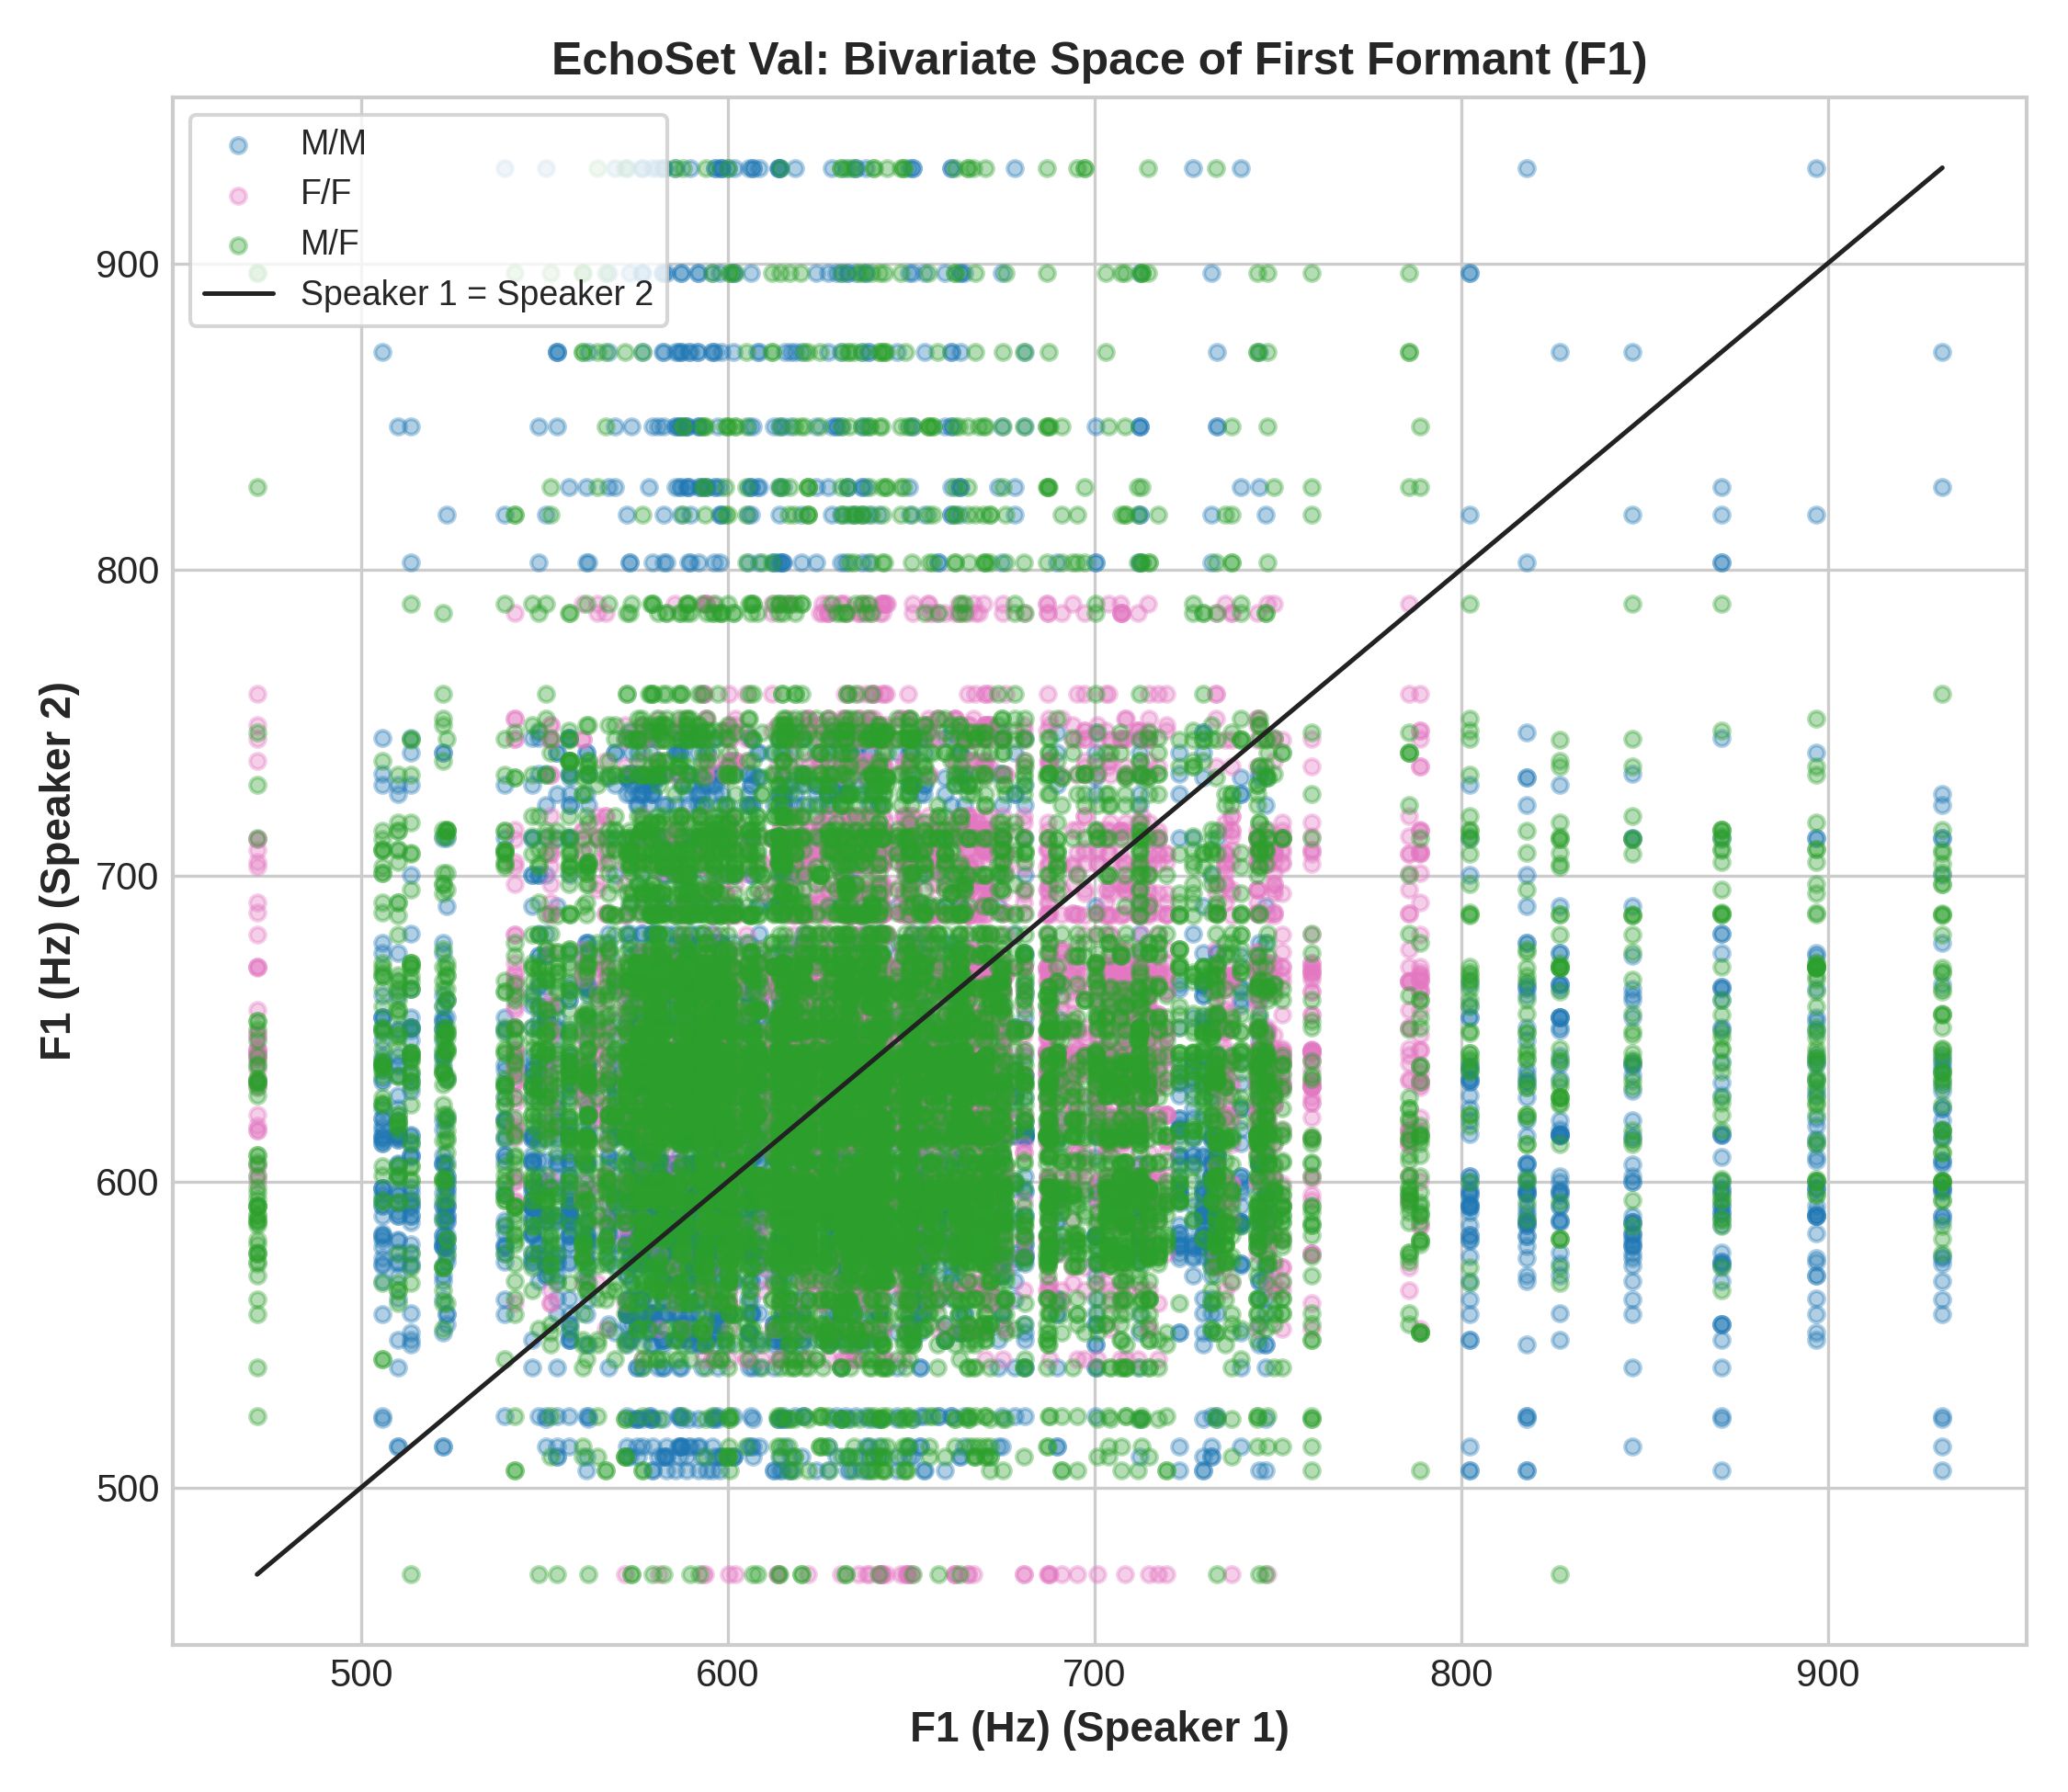 EchoSet Val: Bivariate Space of First Formant (F1)
M/M
F/F
M/F
Speaker 1 = Speaker 2
F1 (Hz) (Speaker 2)
900
800
700
600
500
500 600 700 800 900
F1 (Hz) (Speaker 1)